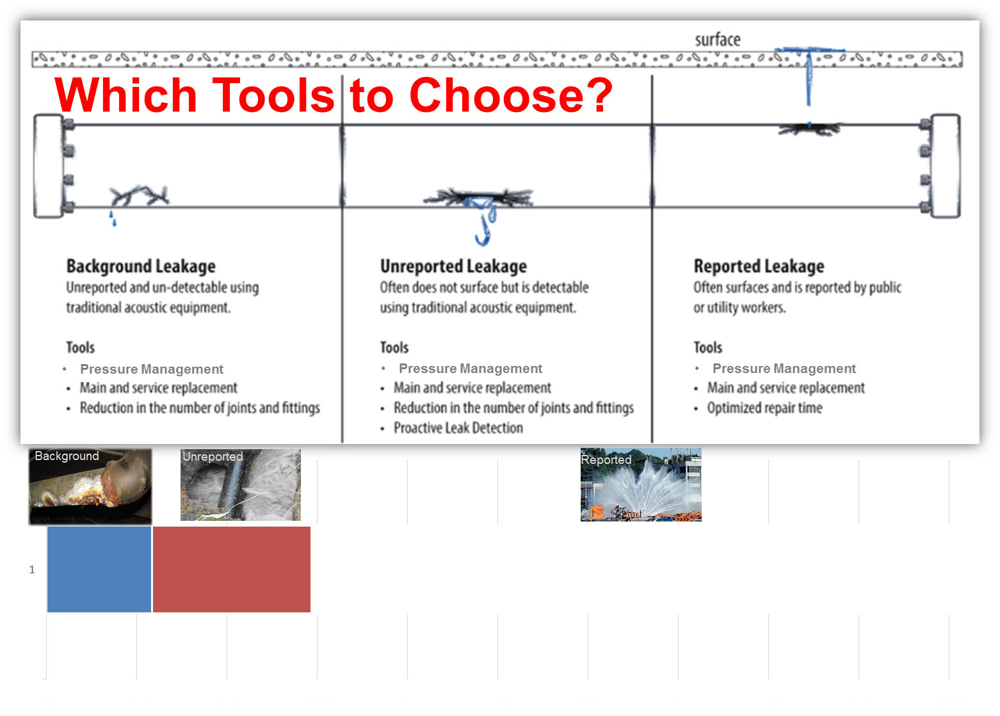 surface
Which Tools to Choose?
Background Leakage
Unreported and un-detectable using
traditional acoustic equipment.
Tools
• Pressure Management
• Main and service replacement
• Reduction in the number of joints and fittings
Unreported Leakage
Often does not surface but is detectable
using traditional acoustic equipment.
Tools
• Pressure Management
• Main and service replacement
• Reduction in the number of joints and fittings
• Proactive Leak Detection
Reported Leakage
Often surfaces and is reported by public
or utility workers.
Tools
• Pressure Management
• Main and service replacement
• Optimized repair time
Background
Unreported
Reported
1